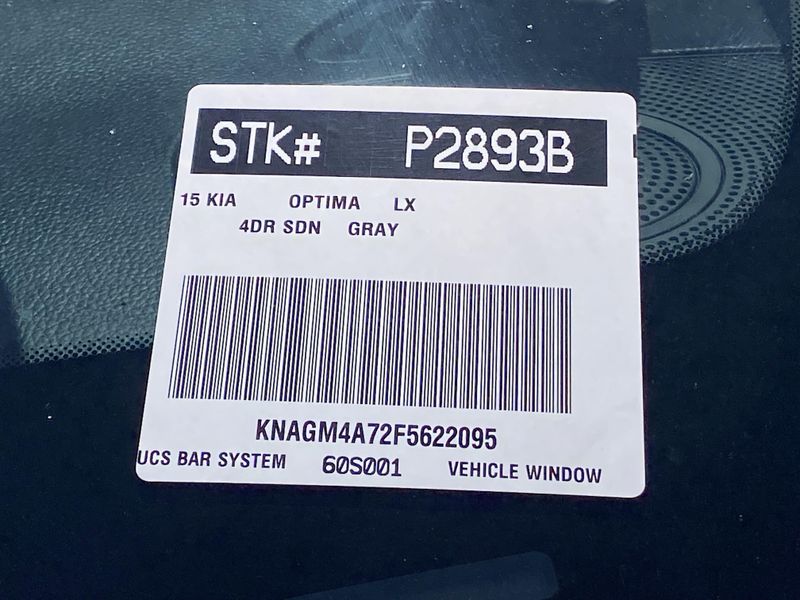 STK# P2893B
15 KIA OPTIMA LX
4DR SDN GRAY
KNAGM4A72F5622095
UCS BAR SYSTEM 60S001 VEHICLE WINDOW